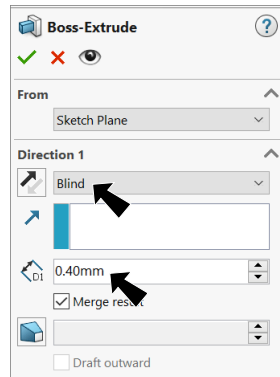 Boss-Extrude
?
From
Sketch Plane
Direction 1
Blind
D1
0.40mm
Merge result
Draft outward